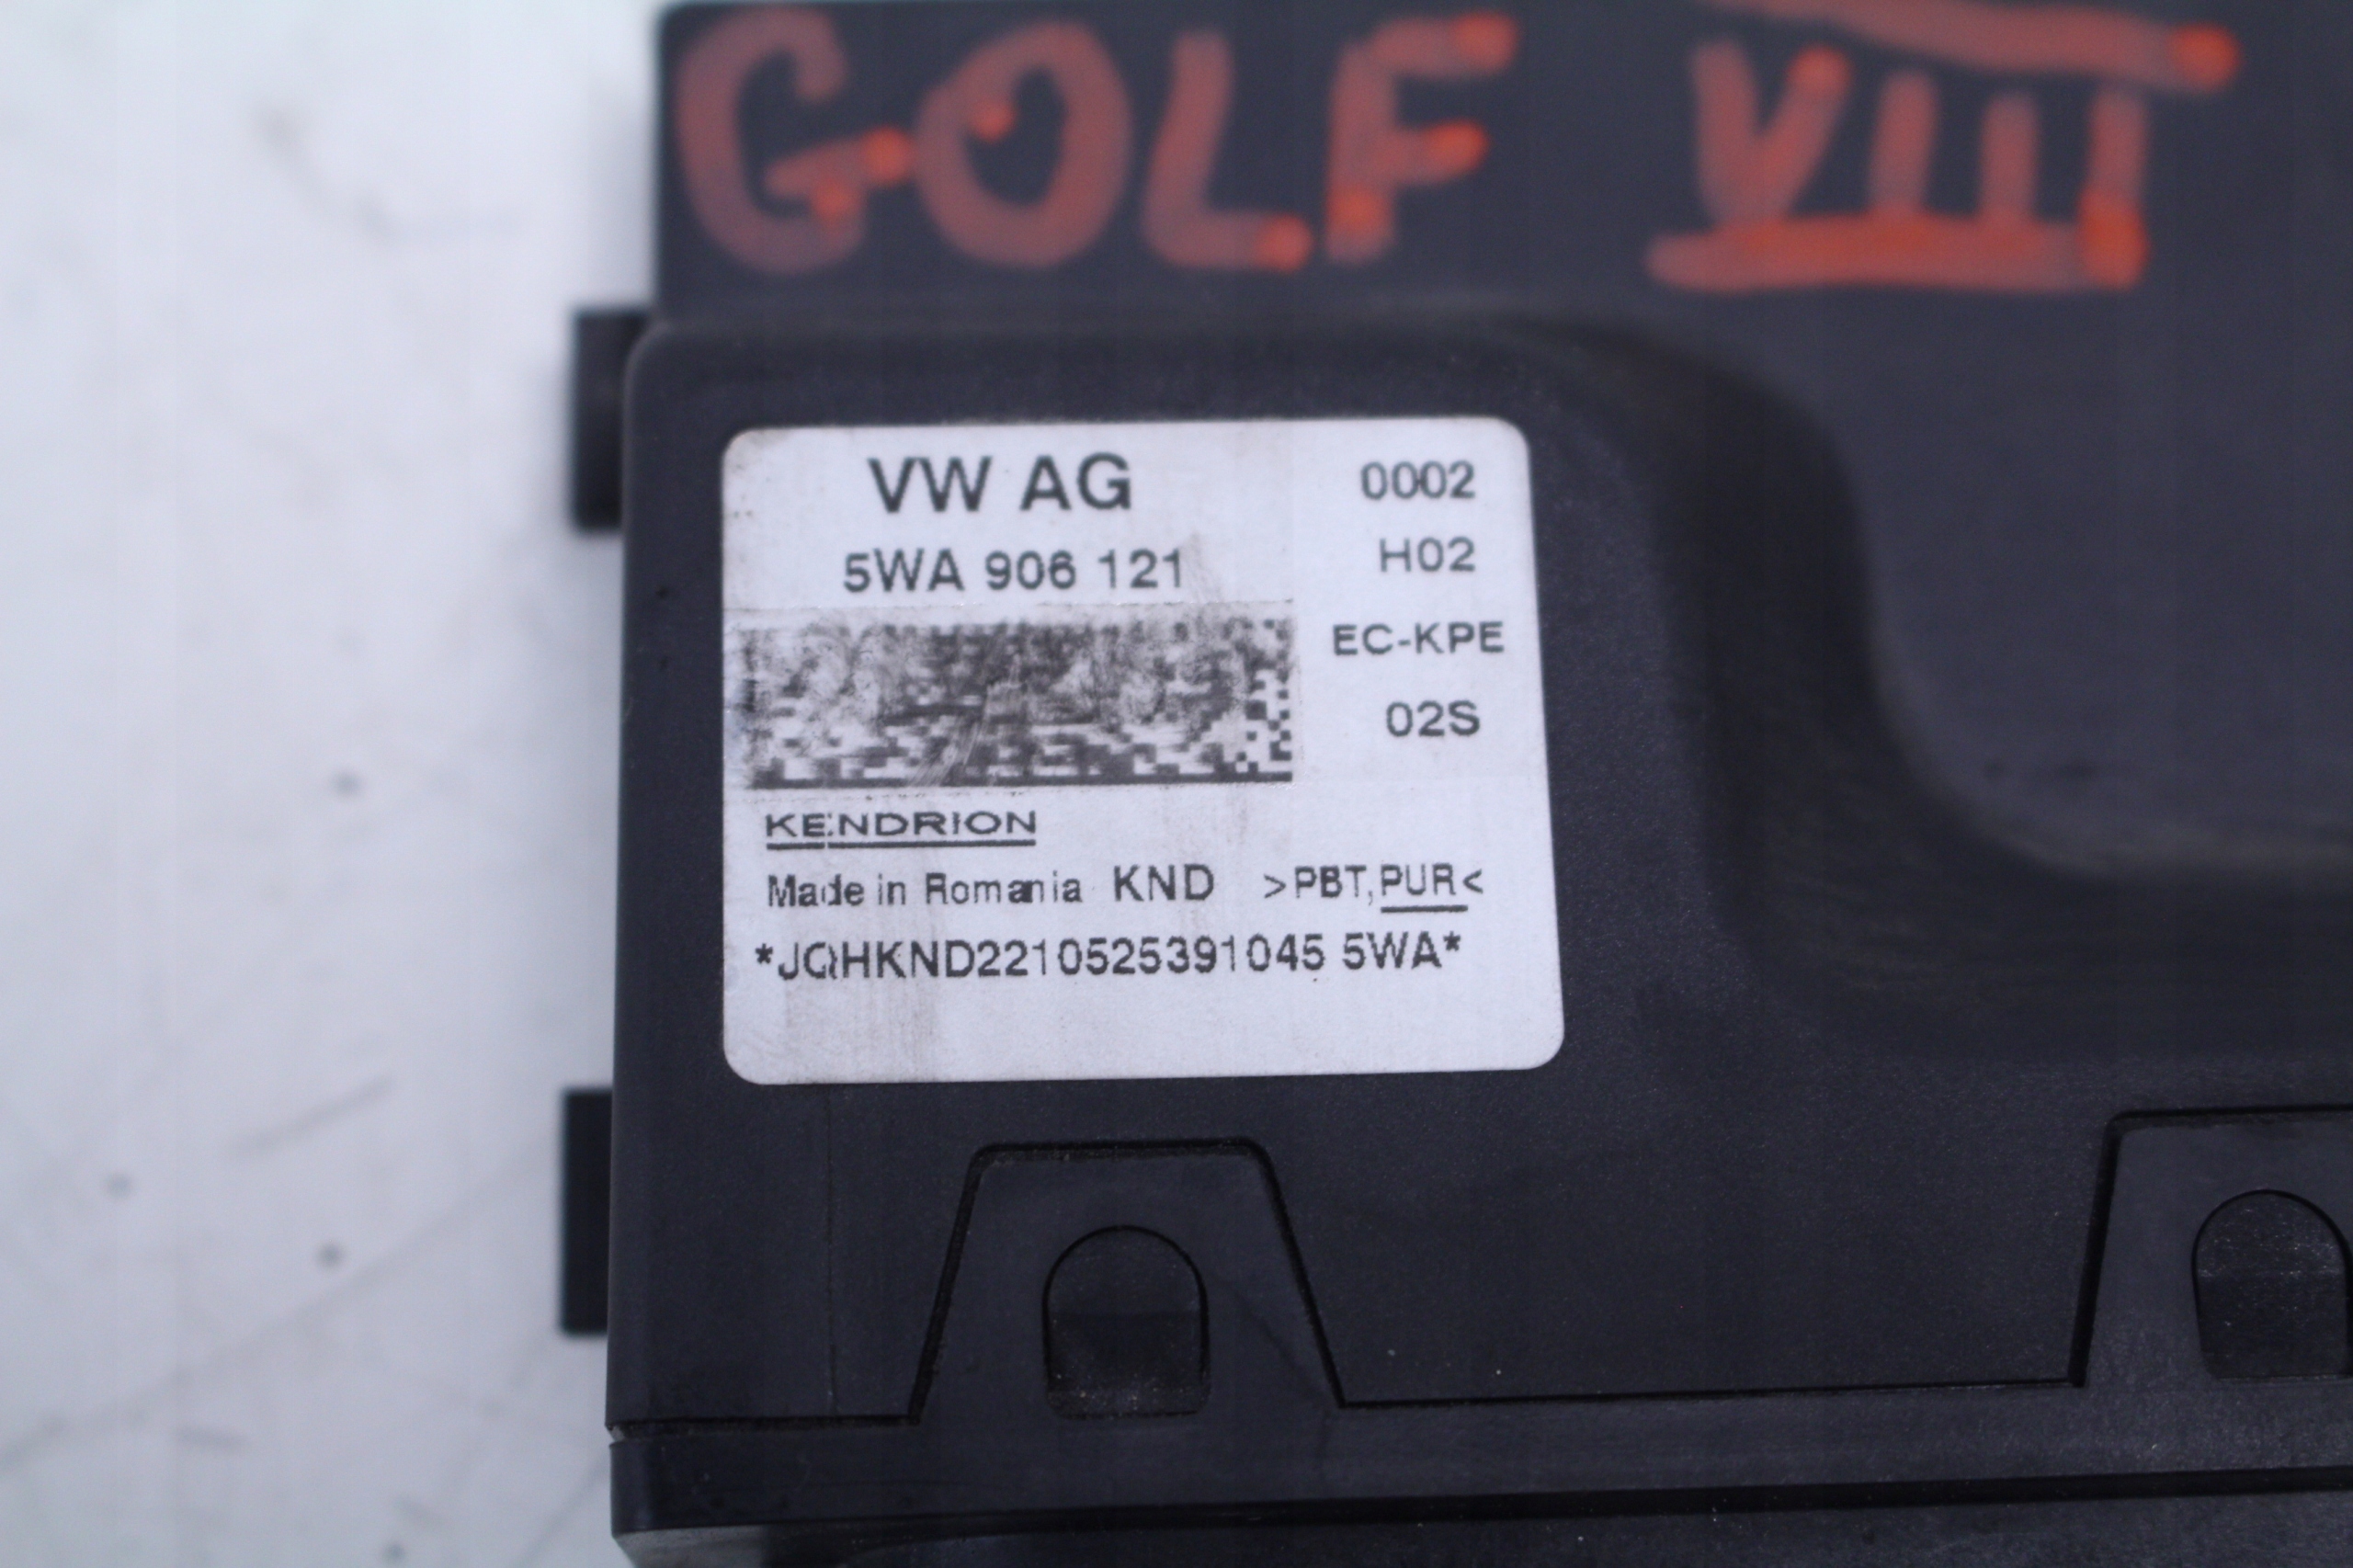 GOLF VIII
VW AG 0002
5WA 906 121 H02
EC-KPE
02S
KENDRION
Made in Romania KND >PBT,PUR<
*JQHKND2210525391045 5WA*